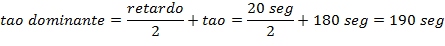 tao dominante = retardo/2 + tao = 20 seg/2 + 180 seg = 190 seg